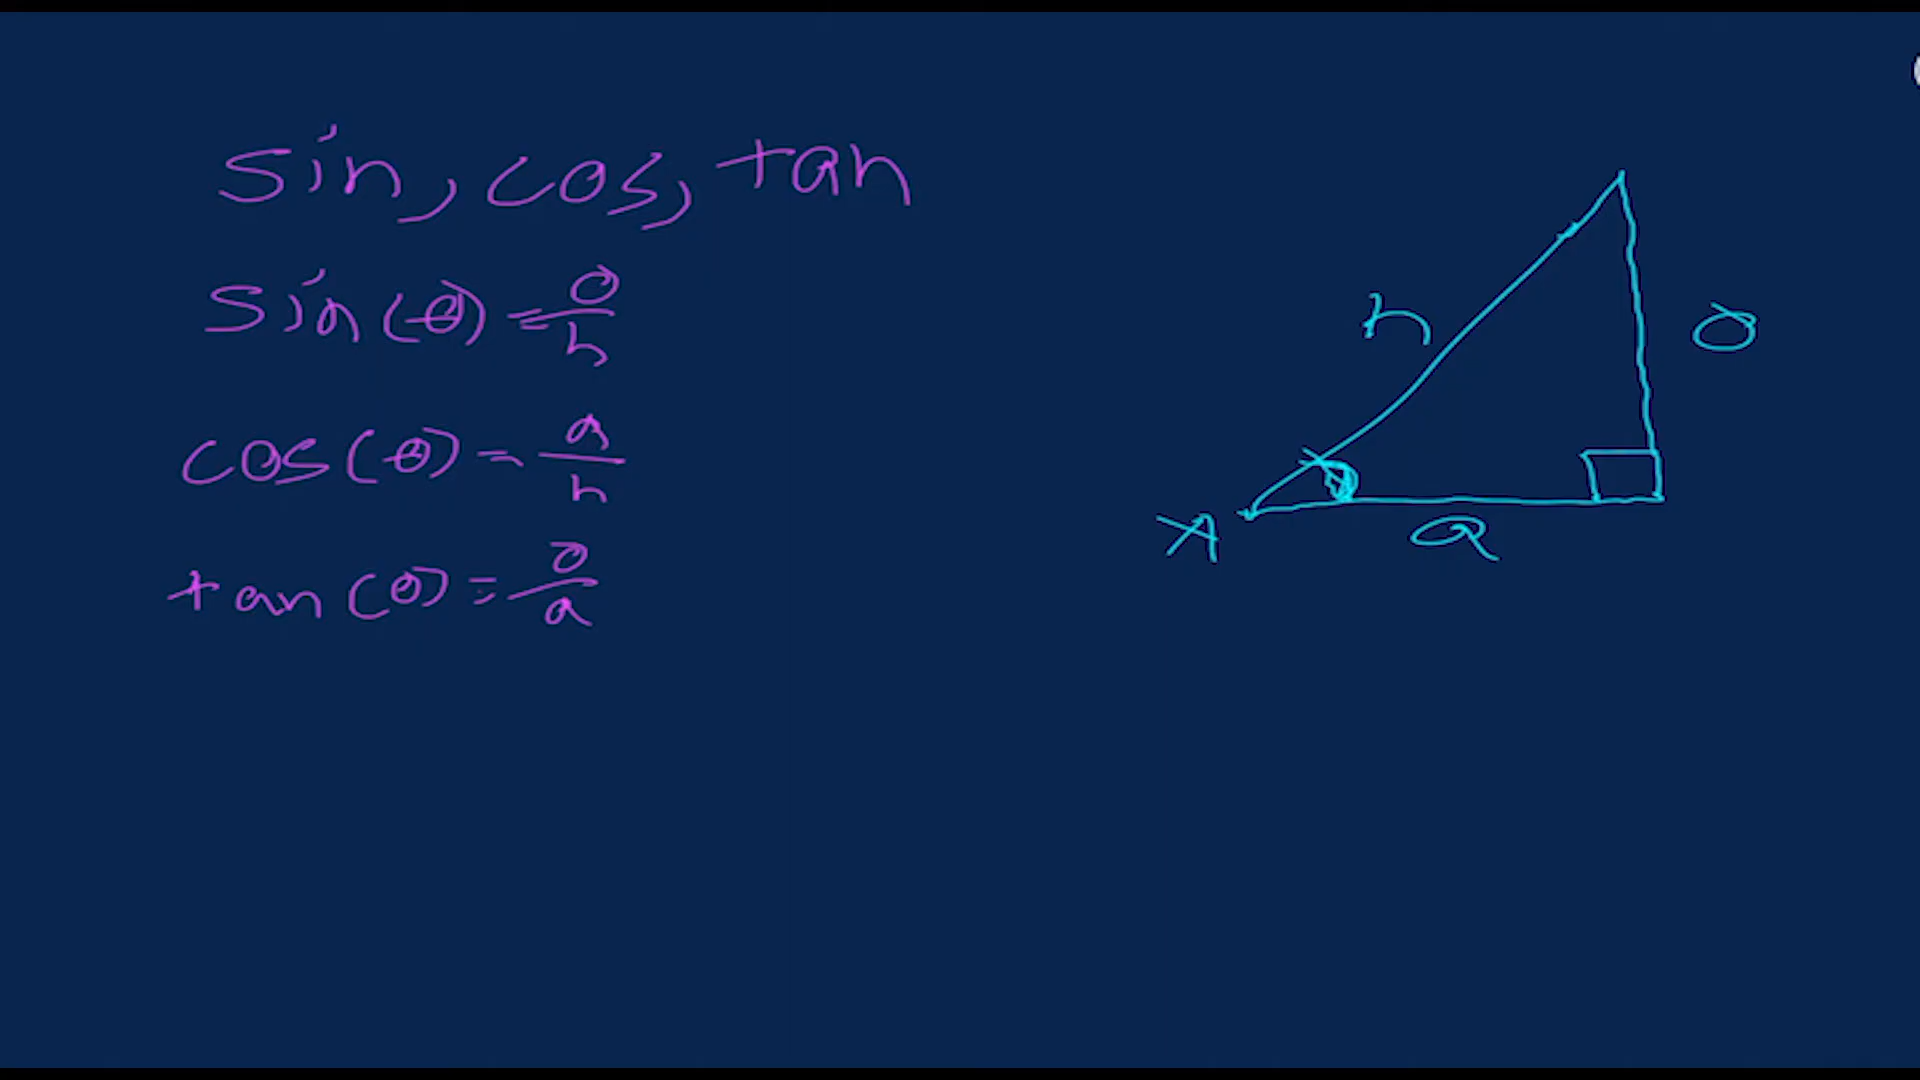 sin, cos, tan
sin(θ) = o/h
cos(θ) = a/h
tan(θ) = o/a
h
o
A
a